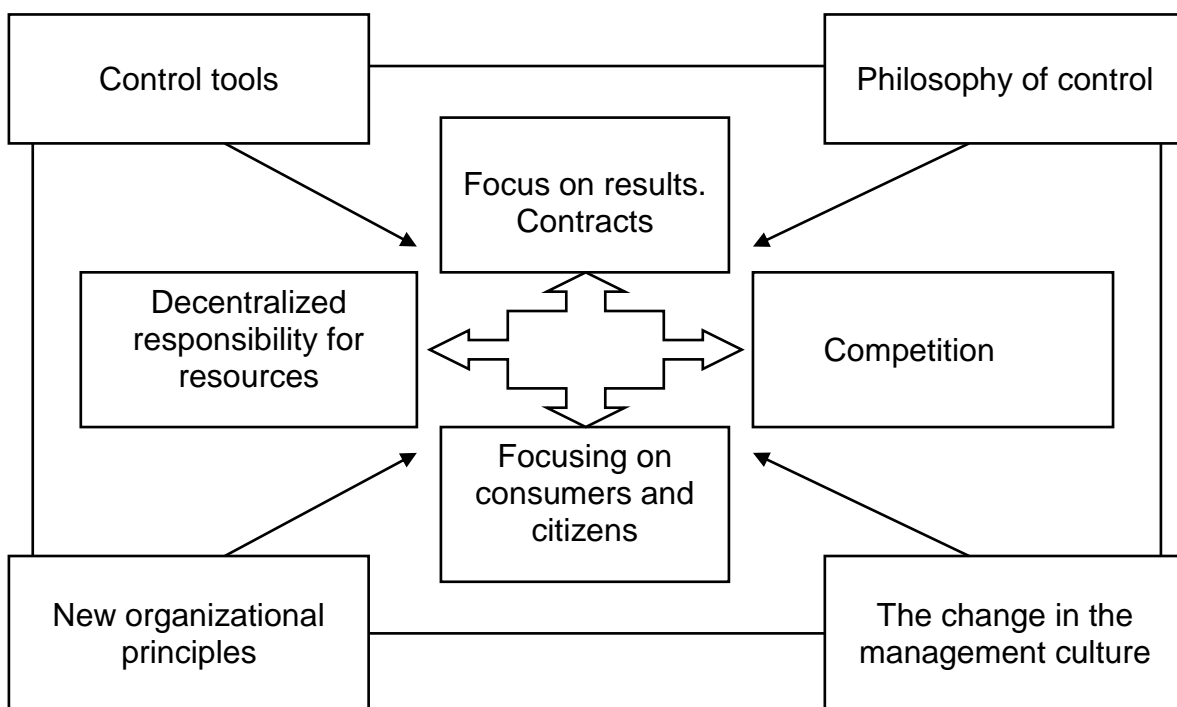 Control tools
Philosophy of control
Focus on results.
Contracts
Decentralized
responsibility for
resources
Competition
Focusing on
consumers and
citizens
New organizational
principles
The change in the
management culture